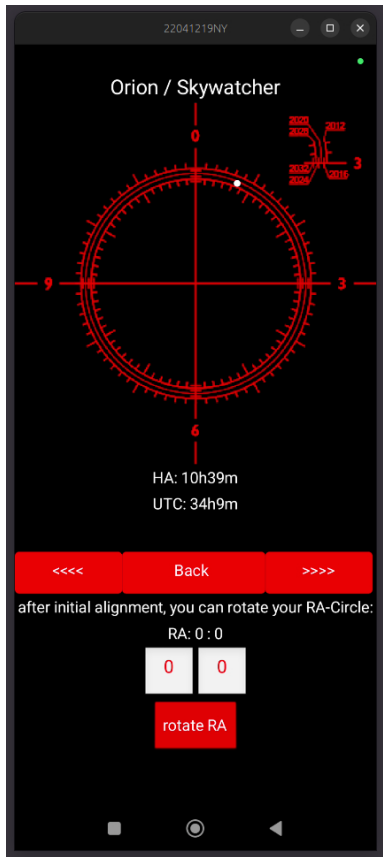 22041219NY
Orion / Skywatcher
0
2020
2028
2012
3
2032
2024
2016
9
3
6
HA: 10h39m
UTC: 34h9m
<<<<
Back
>>>>
after initial alignment, you can rotate your RA-Circle:
RA: 0 : 0
0
0
rotate RA